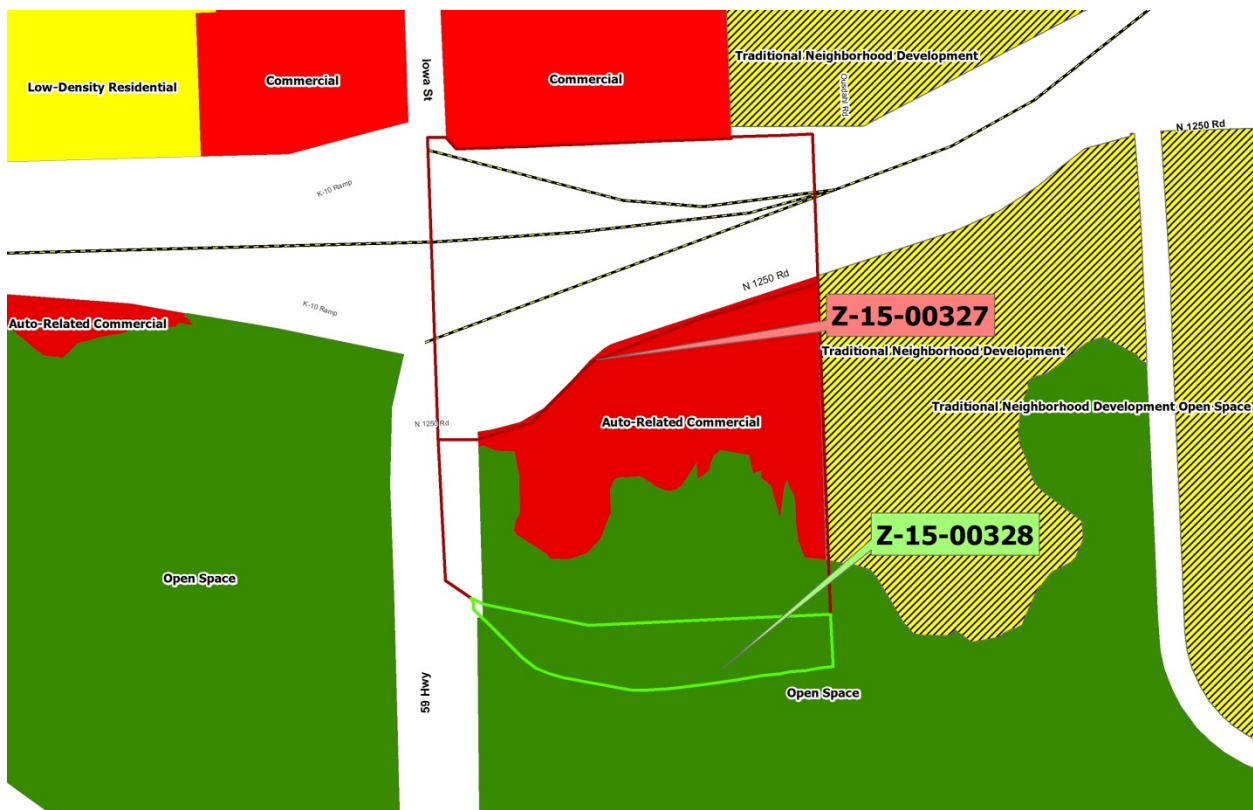 Traditional Neighborhood Development
Low-Density Residential
Commercial
Iowa St
Commercial
Ousdahl Rd
N 1250 Rd
K-10 Ramp
N 1250 Rd
K-10 Ramp
Auto-Related Commercial
Z-15-00327
Traditional Neighborhood Development
Traditional Neighborhood Development Open Space
N 1250 Rd
Auto-Related Commercial
Z-15-00328
Open Space
59 Hwy
Open Space